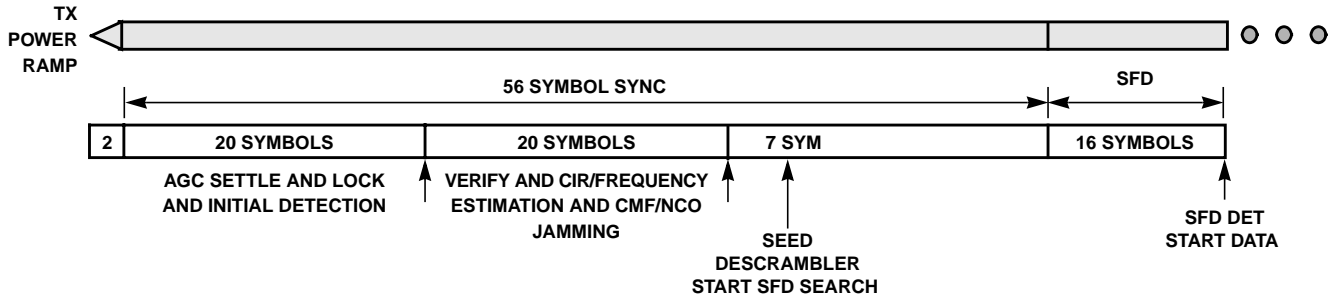 TX
POWER
RAMP
56 SYMBOL SYNC
SFD
2
20 SYMBOLS
20 SYMBOLS
7 SYM
16 SYMBOLS
AGC SETTLE AND LOCK
AND INITIAL DETECTION
VERIFY AND CIR/FREQUENCY
ESTIMATION AND CMF/NCO
JAMMING
SEED
DESCRAMBLER
START SFD SEARCH
SFD DET
START DATA